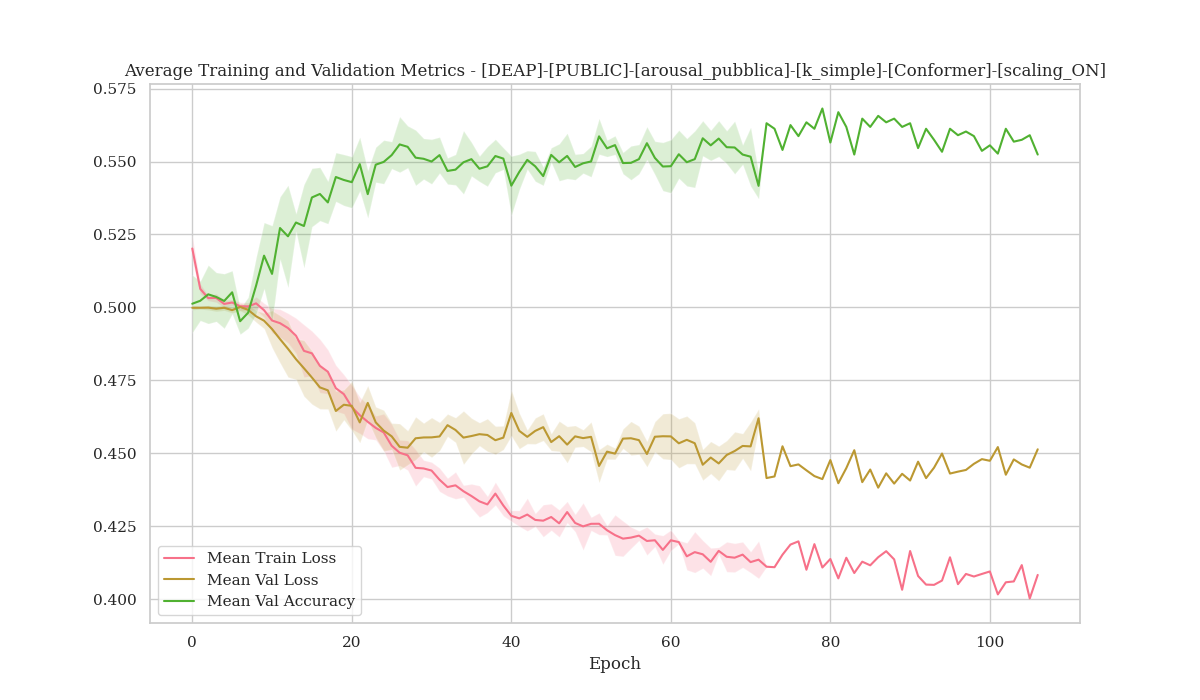 Average Training and Validation Metrics - [DEAP]-[PUBLIC]-[arousal_pubblica]-[k_simple]-[Conformer]-[scaling_ON]
0.575
0.550
0.525
0.500
0.475
0.450
0.425
0.400
Mean Train Loss
Mean Val Loss
Mean Val Accuracy
0 20 40 60 80 100
Epoch